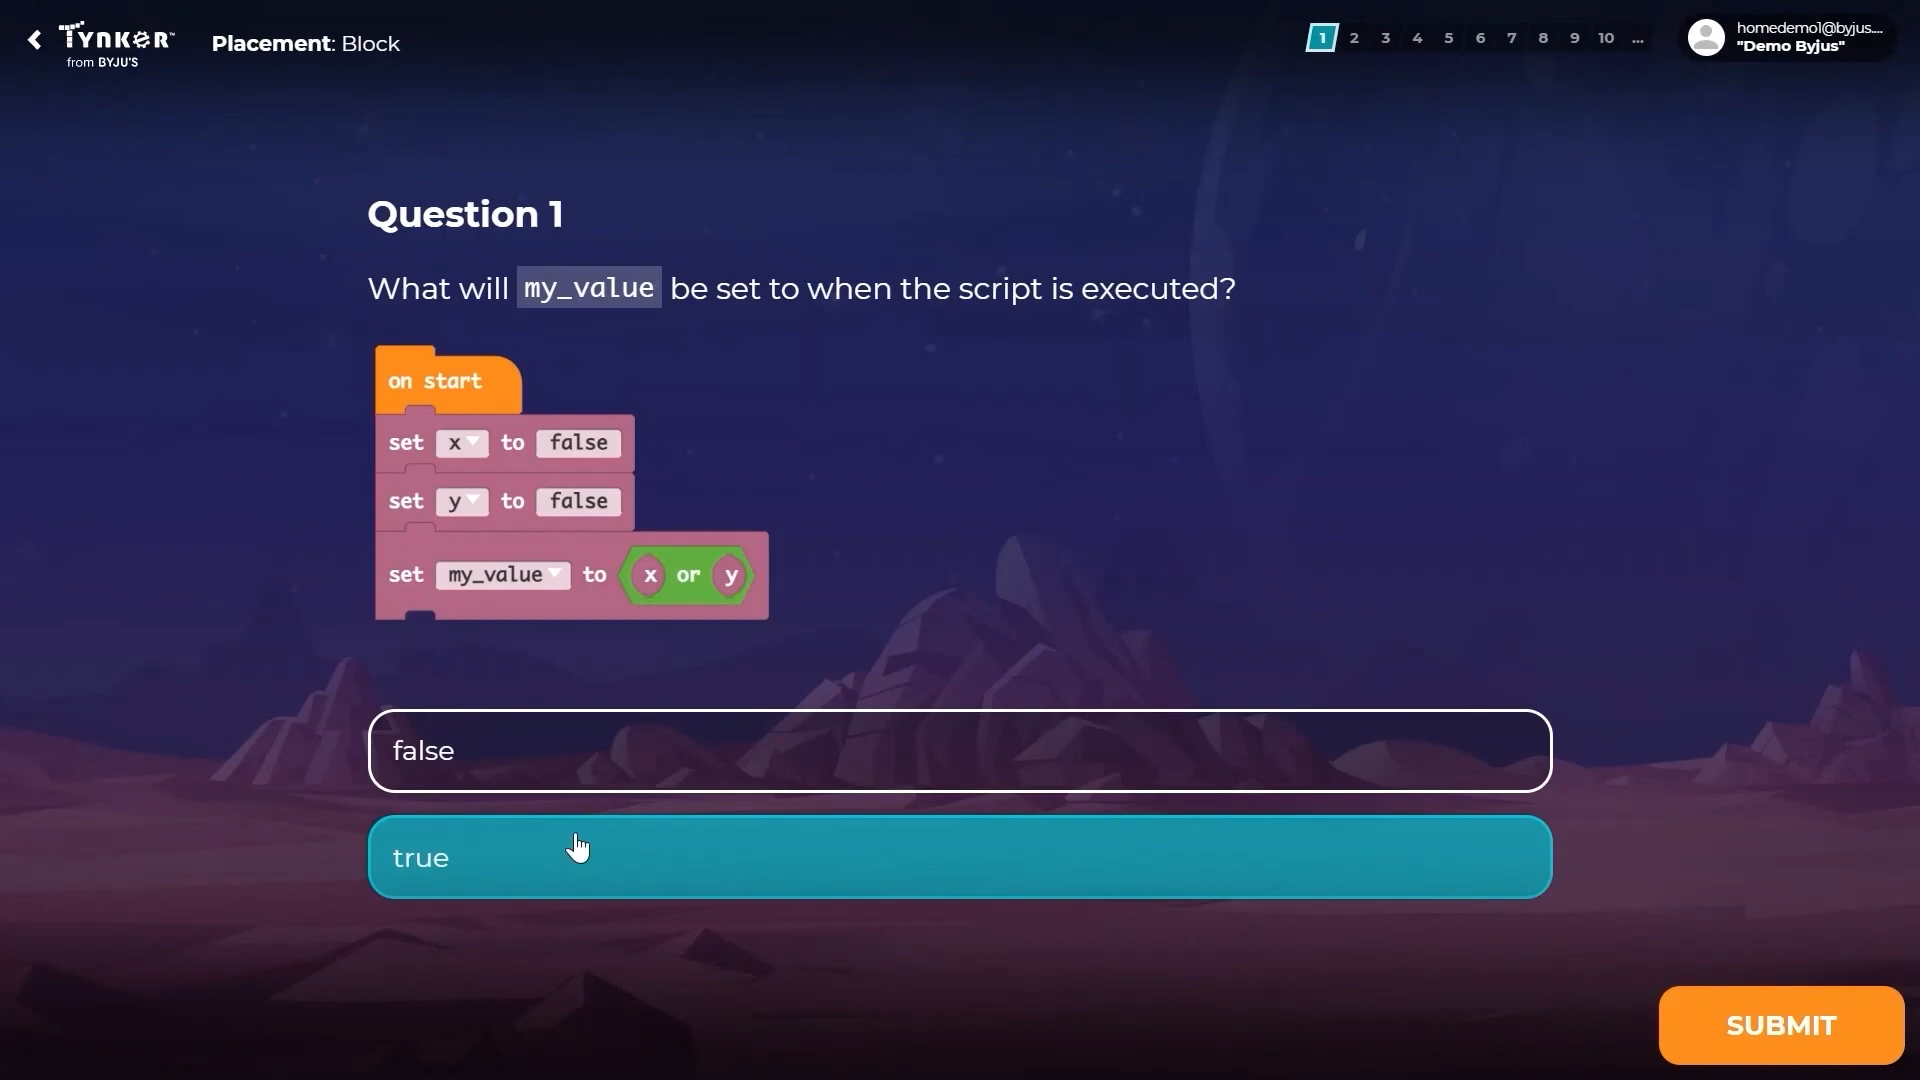 TYNKER™
from BYJU'S
Placement: Block
1 2 3 4 5 6 7 8 9 10 ...
homedemo1@byjus....
"Demo Byjus"
Question 1
What will my_value be set to when the script is executed?
on start
set x to false
set y to false
set my_value to x or y
false
true
SUBMIT